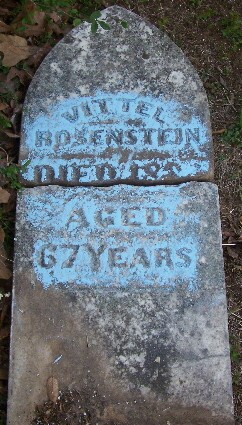 VITTEL
ROSENSTEIN
DIED
AGED
67 YEARS